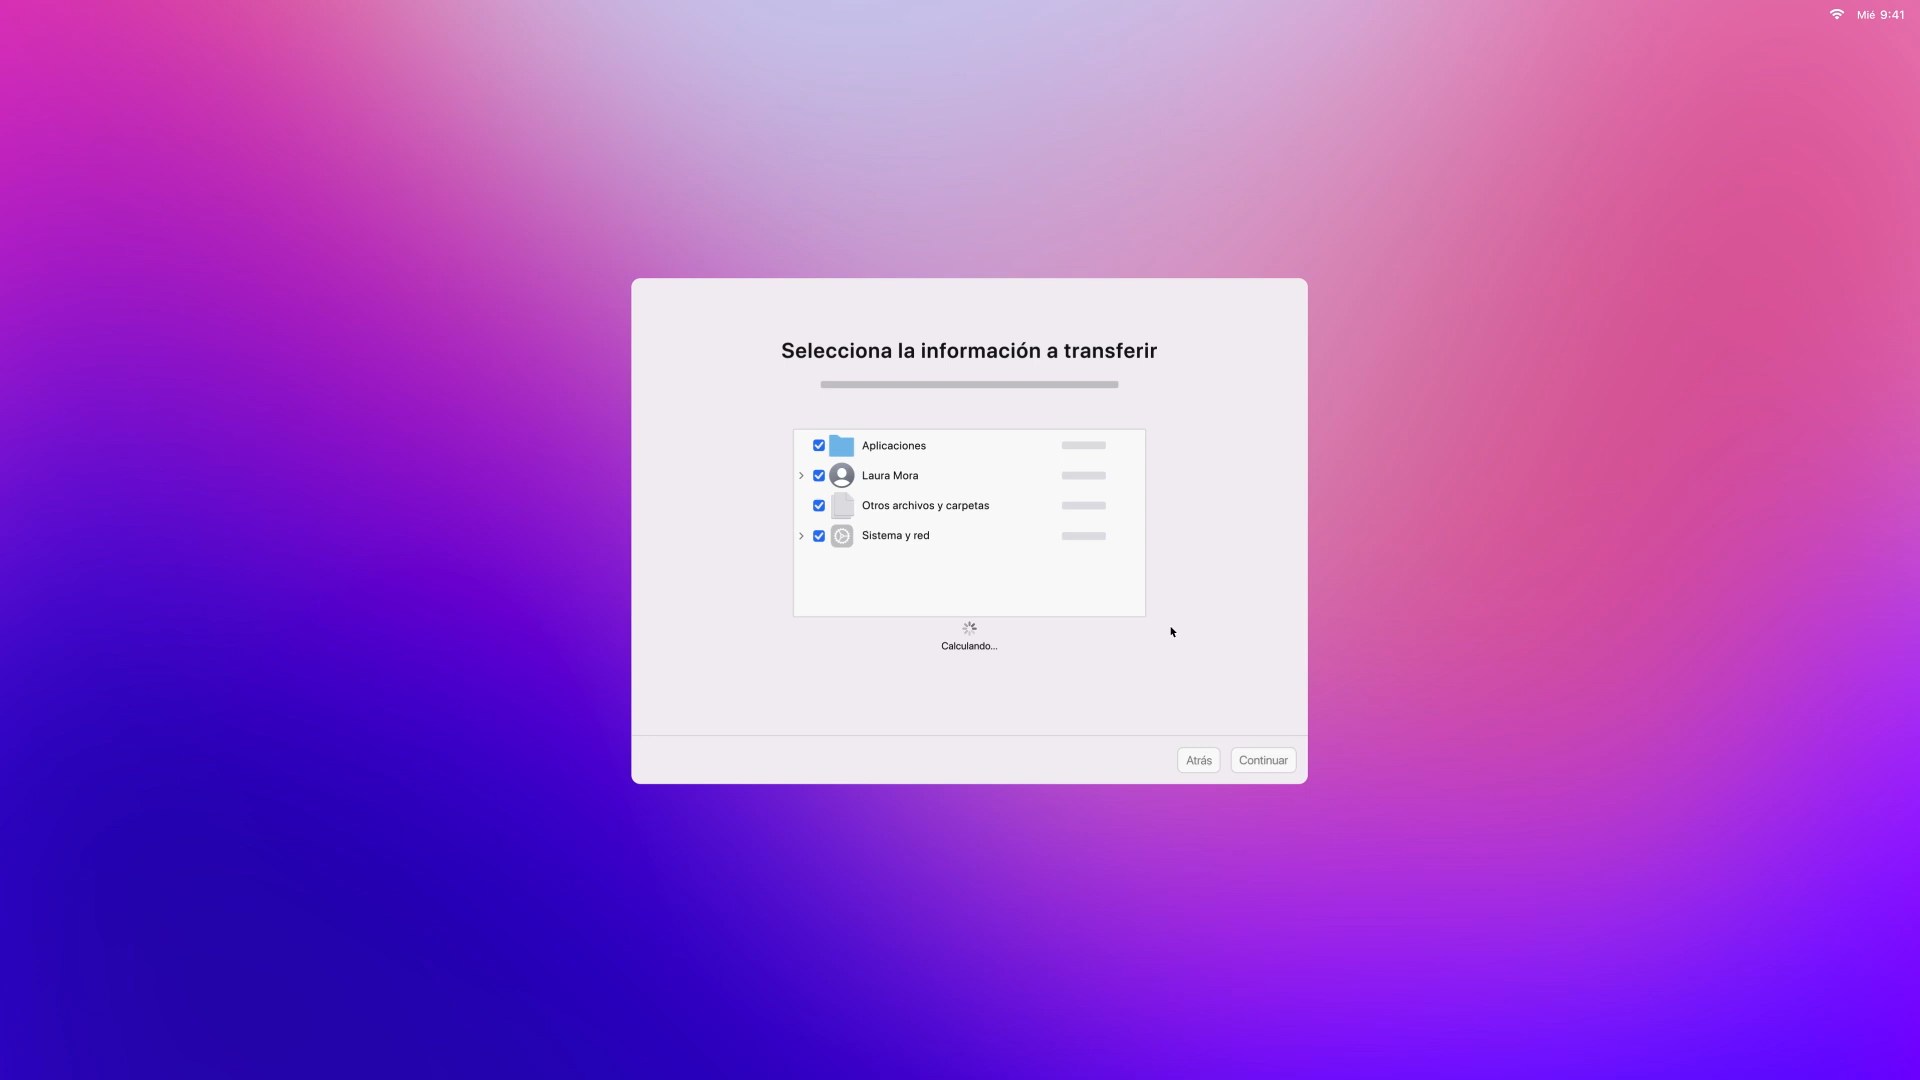 Mié 9:41
Selecciona la información a transferir
Aplicaciones
Laura Mora
Otros archivos y carpetas
Sistema y red
Calculando...
Atrás
Continuar